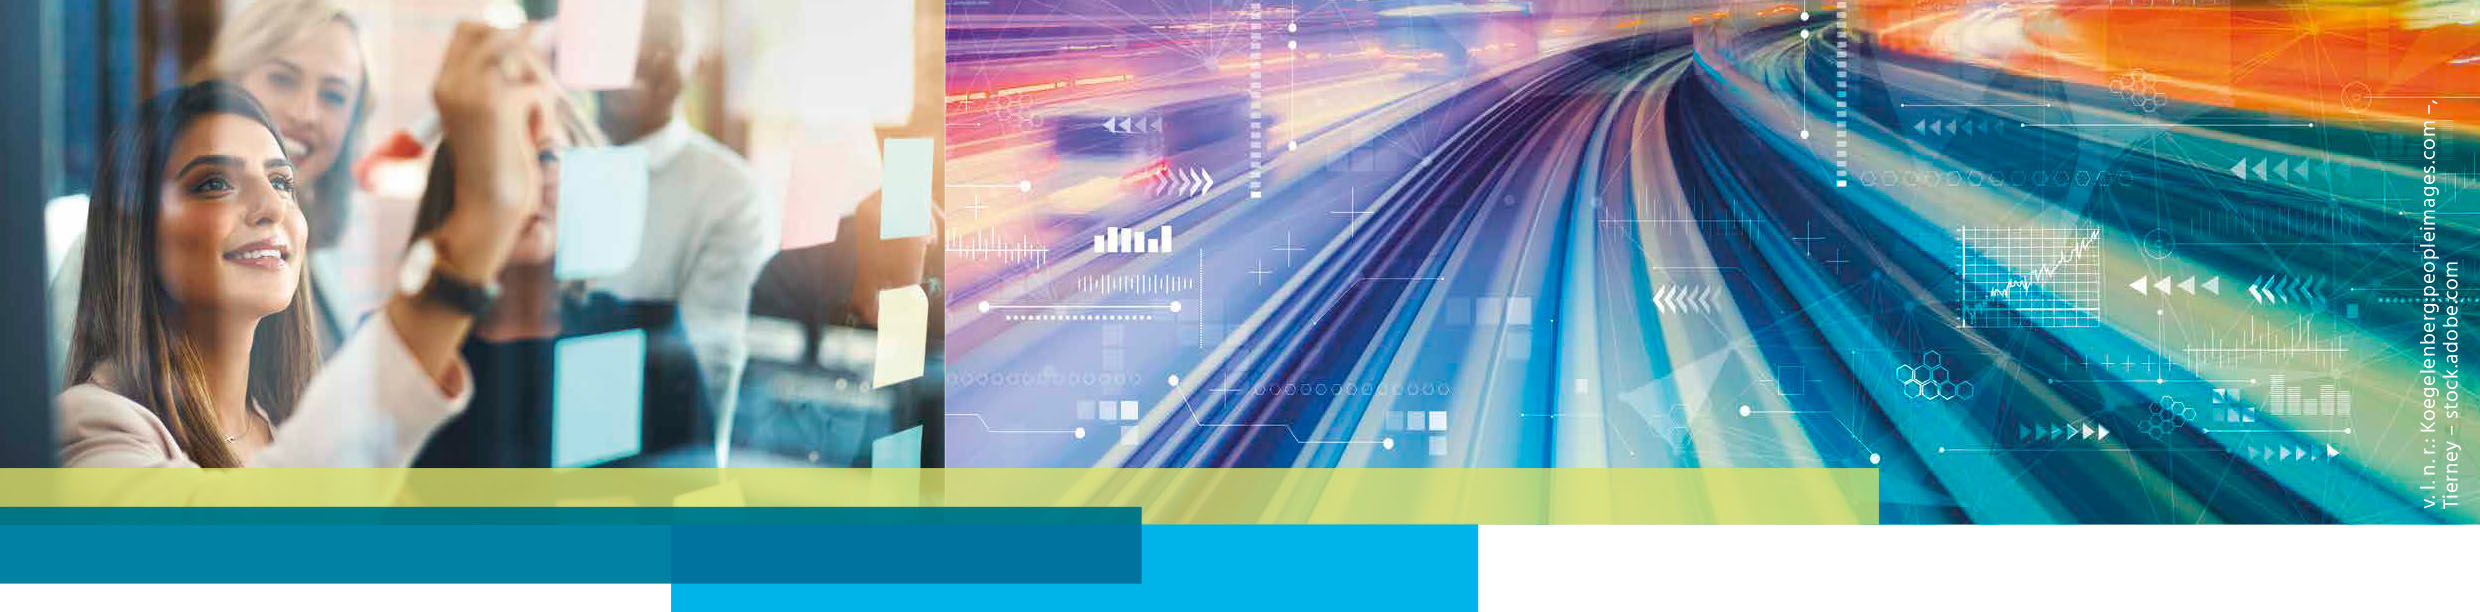 v. l. n. r.: Koegelenberg:peopleimages.com –,
Tierney – stock.adobe.com